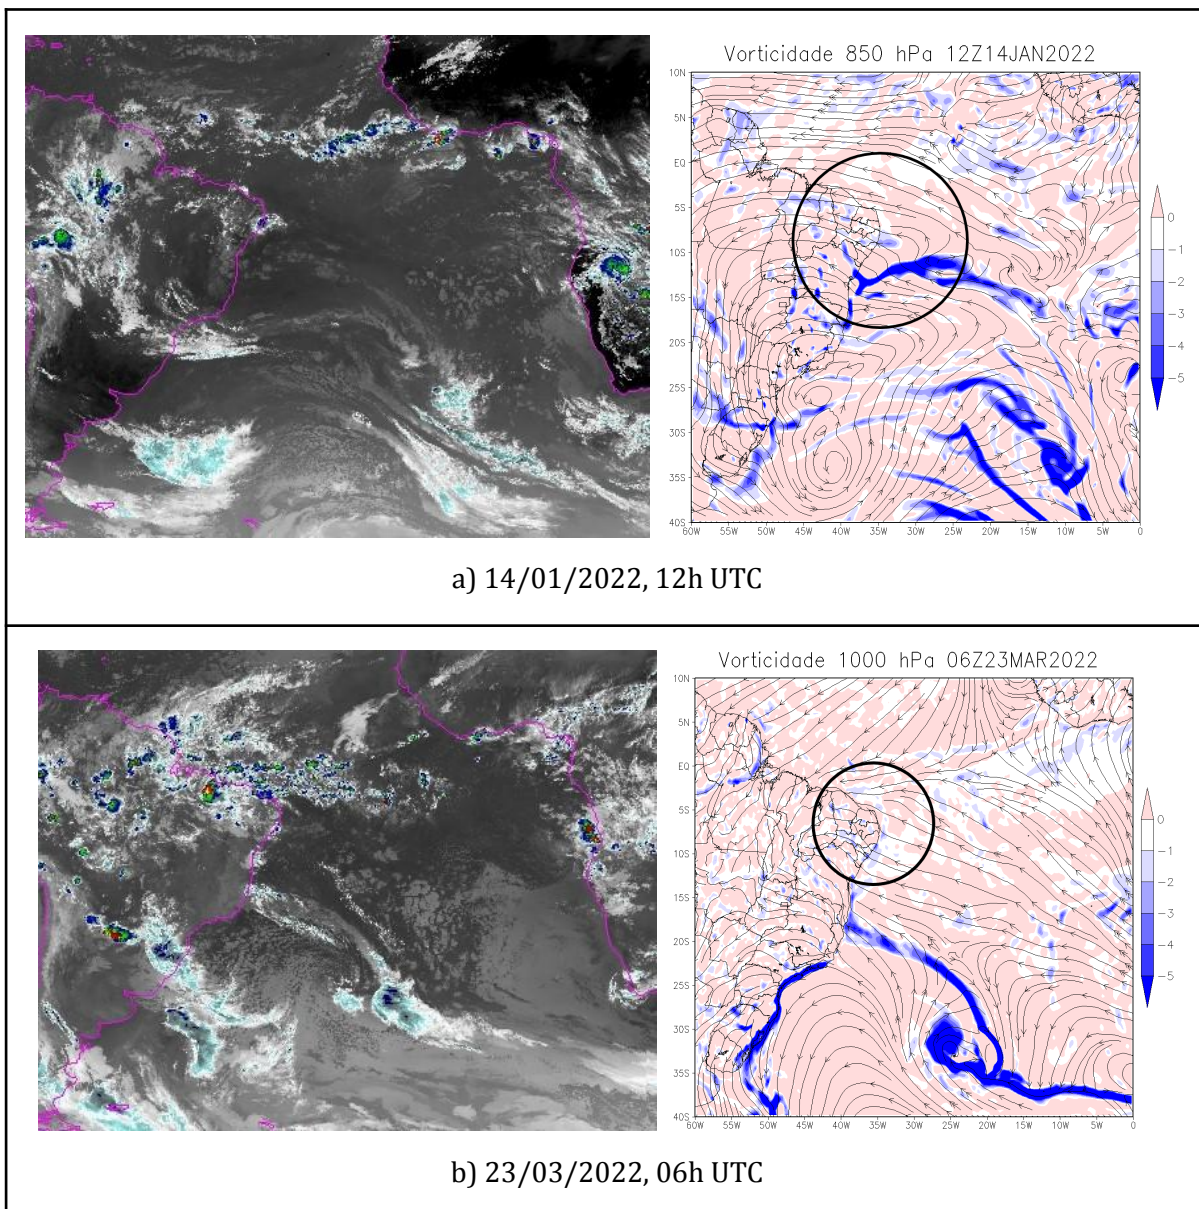 Vorticidade 850 hPa 12Z14JAN2022
10N
5N
EQ
5S
10S
15S
20S
25S
30S
35S
40S
60W 55W 50W 45W 40W 35W 30W 25W 20W 15W 10W 5W 0
0
-1
-2
-3
-4
-5
a) 14/01/2022, 12h UTC
Vorticidade 1000 hPa 06Z23MAR2022
10N
5N
EQ
5S
10S
15S
20S
25S
30S
35S
40S
60W 55W 50W 45W 40W 35W 30W 25W 20W 15W 10W 5W 0
0
-1
-2
-3
-4
-5
b) 23/03/2022, 06h UTC